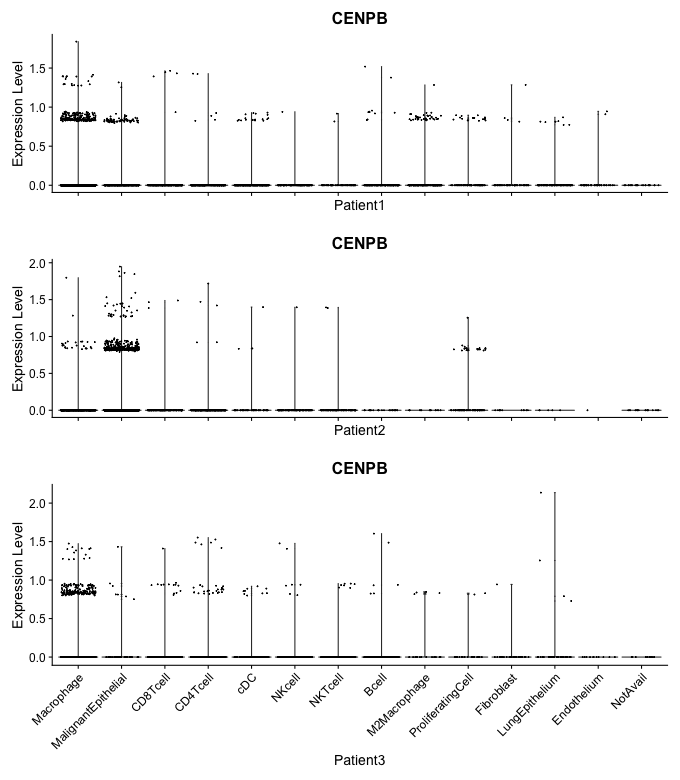 CENPB
Expression Level
1.5
1.0
0.5
0.0
Patient1
CENPB
Expression Level
2.0
1.5
1.0
0.5
0.0
Patient2
CENPB
Expression Level
2.0
1.5
1.0
0.5
0.0
Macrophage
MalignantEpithelial
CD8Tcell
CD4Tcell
cDC
NKcell
NKTcell
Bcell
M2Macrophage
ProliferatingCell
Fibroblast
LungEpithelium
Endothelium
NotAvail
Patient3